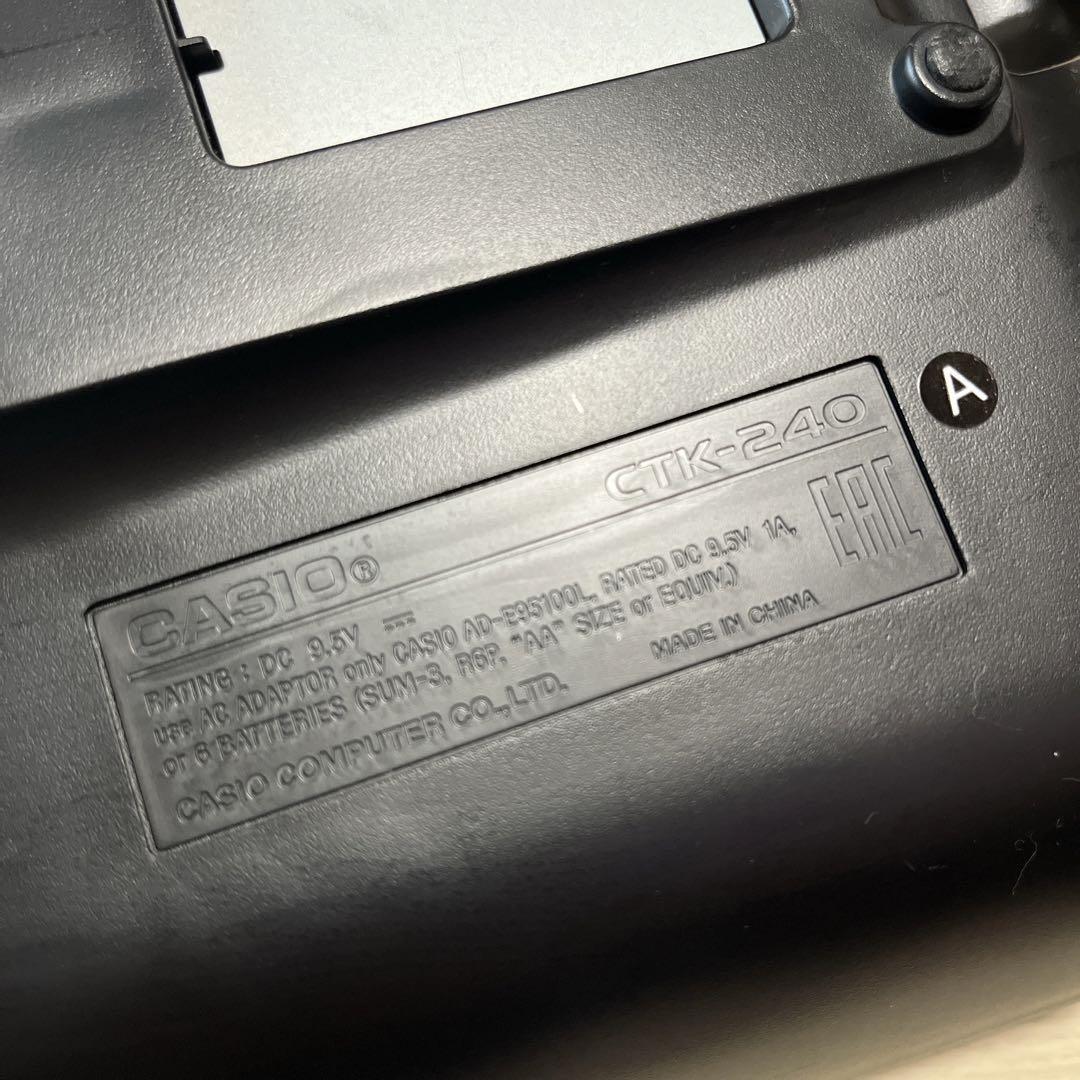 A
CTK-240
CASIO®
EAC
RATING : DC 9.5V ⎓
use AC ADAPTOR only CASIO AD-E95100L, RATED DC 9.5V 1A,
or 6 BATTERIES (SUM-3, R6P, "AA" SIZE or EQUIV.)
CASIO COMPUTER CO.,LTD.
MADE IN CHINA